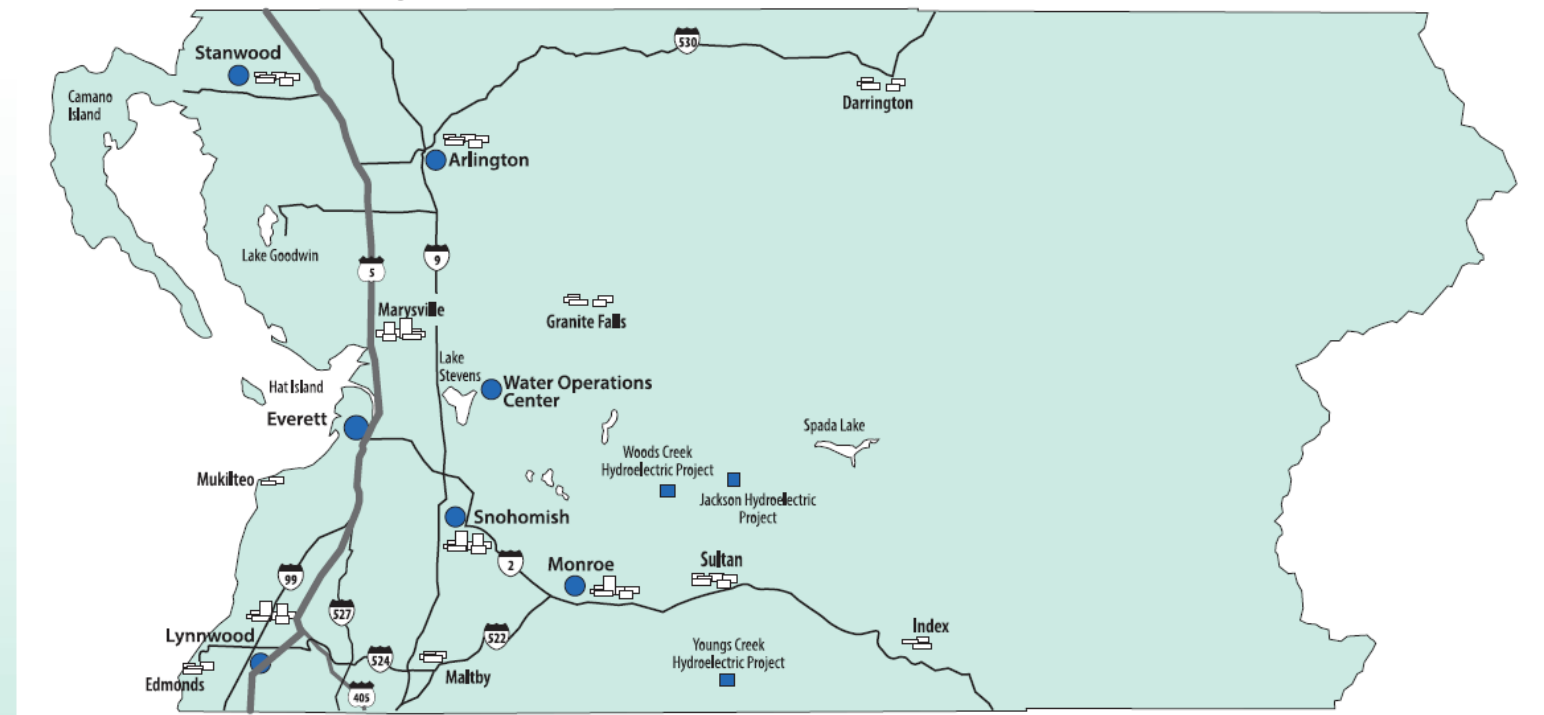 530
Stanwood
Camano
Island
Darrington
Arlington
Lake Goodwin
9
5
Marysville
Granite Falls
Lake
Stevens
Water Operations
Center
Hat Island
Everett
Spada Lake
Woods Creek
Hydroelectric Project
Mukilteo
Jackson Hydroelectric
Project
Snohomish
2
Monroe
Sultan
99
527
522
Index
Lynnwood
Youngs Creek
Hydroelectric Project
524
Maltby
Edmonds
405